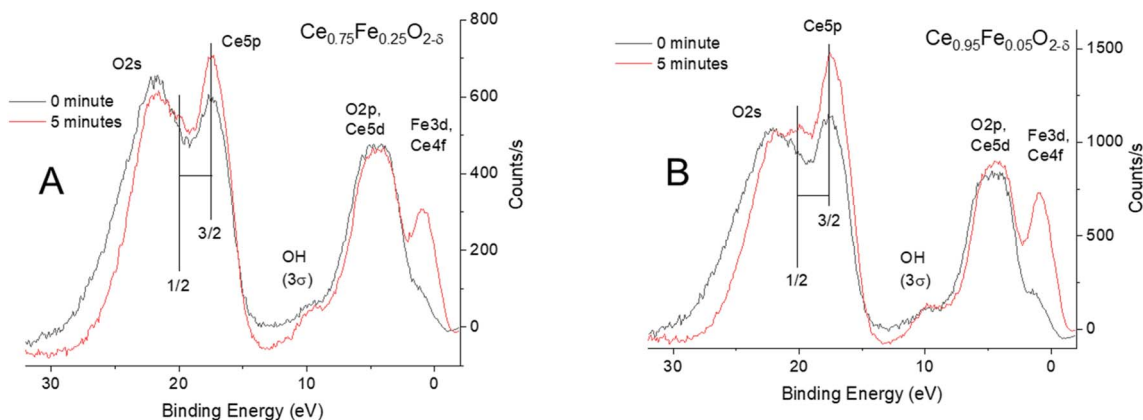 A
Ce0.75Fe0.25O2-δ
0 minute
5 minutes
O2s
Ce5p
O2p,
Ce5d
Fe3d,
Ce4f
OH
(3σ)
1/2
3/2
800
600
400
200
0
Counts/s
30
20
10
0
Binding Energy (eV)
B
Ce0.95Fe0.05O2-δ
0 minute
5 minutes
O2s
Ce5p
O2p,
Ce5d
Fe3d,
Ce4f
OH
(3σ)
1/2
3/2
1500
1000
500
0
Counts/s
30
20
10
0
Binding Energy (eV)